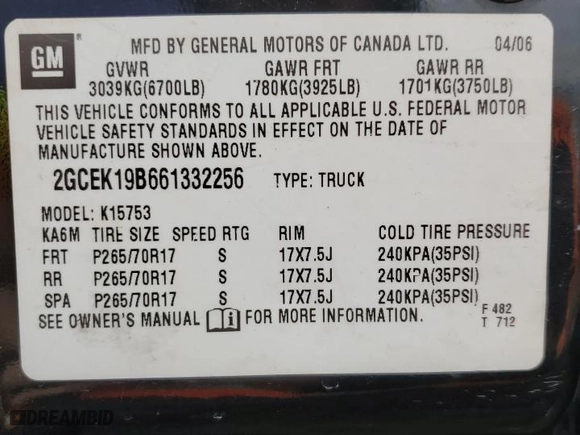 GM
MFD BY GENERAL MOTORS OF CANADA LTD. 04/06
GVWR GAWR FRT GAWR RR
3039KG(6700LB) 1780KG(3925LB) 1701KG(3750LB)
THIS VEHICLE CONFORMS TO ALL APPLICABLE U.S. FEDERAL MOTOR
VEHICLE SAFETY STANDARDS IN EFFECT ON THE DATE OF
MANUFACTURE SHOWN ABOVE.
2GCEK19B661332256 TYPE: TRUCK
MODEL: K15753
KA6M TIRE SIZE SPEED RTG RIM COLD TIRE PRESSURE
FRT P265/70R17 S 17X7.5J 240KPA(35PSI)
RR P265/70R17 S 17X7.5J 240KPA(35PSI)
SPA P265/70R17 S 17X7.5J 240KPA(35PSI)
SEE OWNER'S MANUAL i FOR MORE INFORMATION.
F 482
T 712
DREAMBID